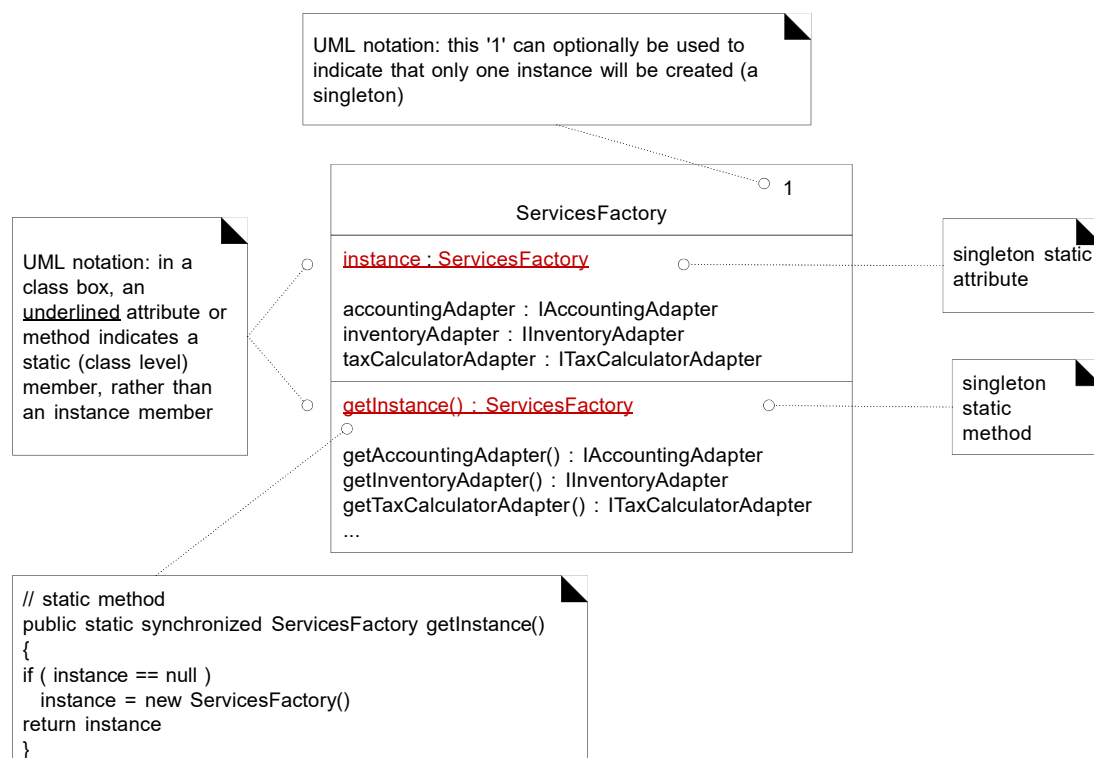 UML notation: this '1' can optionally be used to
indicate that only one instance will be created (a
singleton)
1
ServicesFactory
UML notation: in a
class box, an
underlined attribute or
method indicates a
static (class level)
member, rather than
an instance member
instance : ServicesFactory
accountingAdapter : IAccountingAdapter
inventoryAdapter : IInventoryAdapter
taxCalculatorAdapter : ITaxCalculatorAdapter
singleton static
attribute
getInstance() : ServicesFactory
getAccountingAdapter() : IAccountingAdapter
getInventoryAdapter() : IInventoryAdapter
getTaxCalculatorAdapter() : ITaxCalculatorAdapter
...
singleton
static
method
// static method
public static synchronized ServicesFactory getInstance()
{
if ( instance == null )
instance = new ServicesFactory()
return instance
}